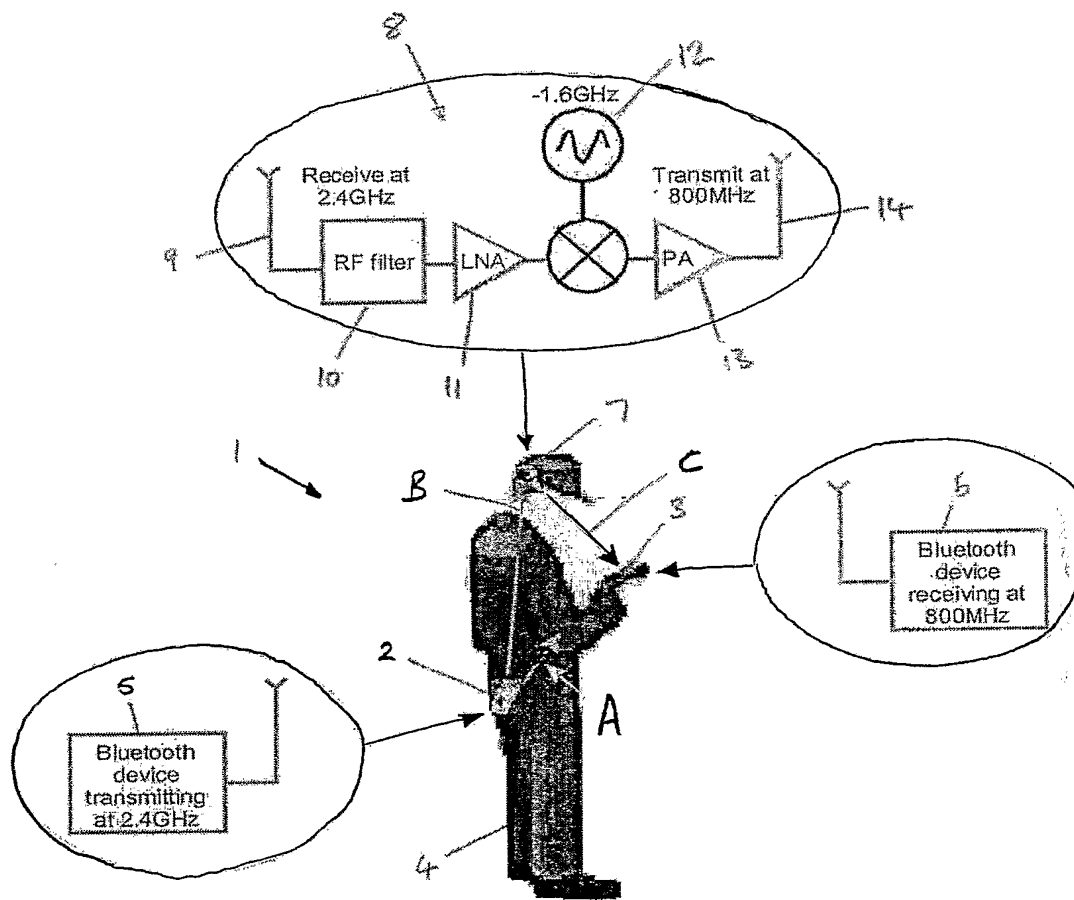 8
12
-1.6GHz
Receive at
2.4GHz
Transmit at
800MHz
14
9
RF filter
LNA
PA
10
11
13
1
7
B
C
3
5
Bluetooth
device
receiving at
800MHz
2
5
A
Bluetooth
device
transmitting
at 2.4GHz
4